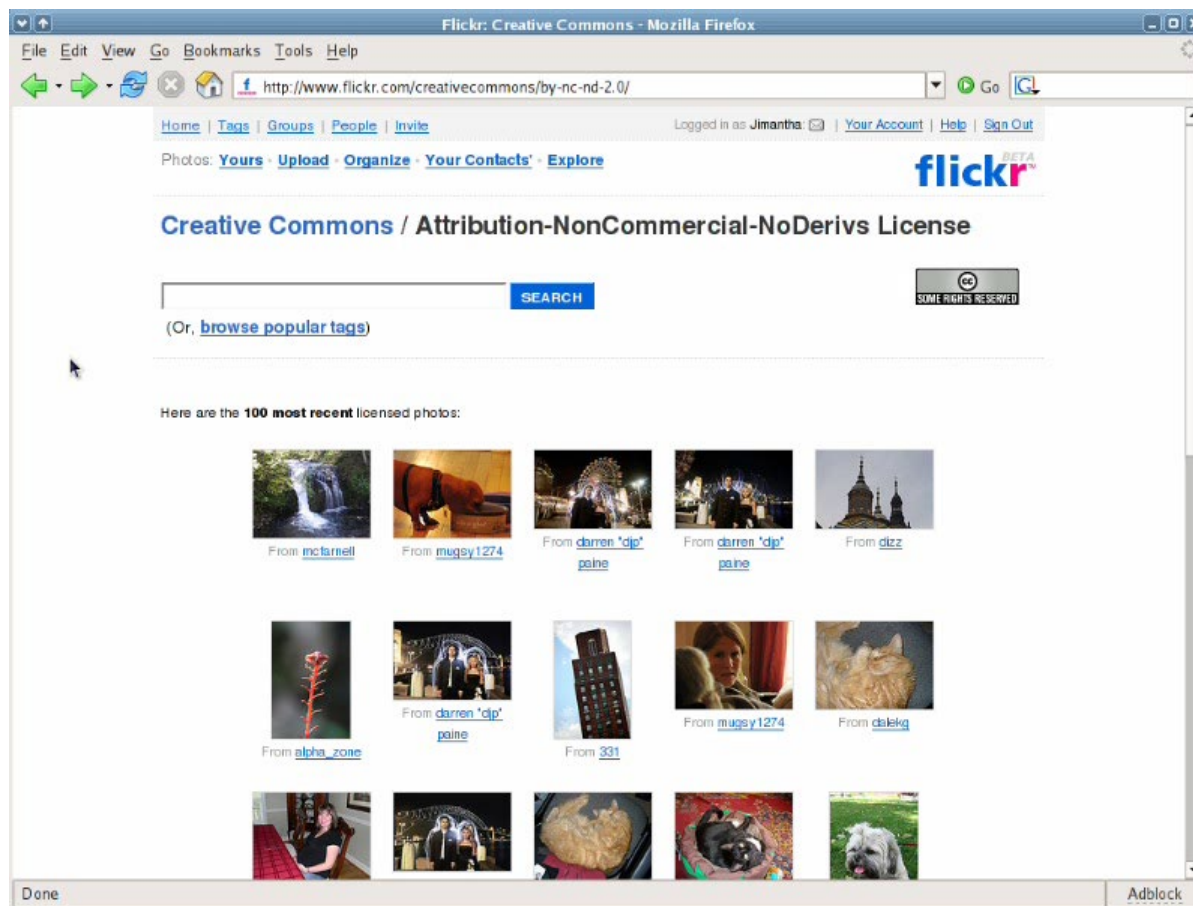 Flickr: Creative Commons - Mozilla Firefox
File Edit View Go Bookmarks Tools Help
http://www.flickr.com/creativecommons/by-nc-nd-2.0/ Go
Home | Tags | Groups | People | Invite Logged in as Jimantha: | Your Account | Help | Sign Out
Photos: Yours · Upload · Organize · Your Contacts' · Explore
flickr BETA
Creative Commons / Attribution-NonCommercial-NoDerivs License
SEARCH
cc
SOME RIGHTS RESERVED
(Or, browse popular tags)
Here are the 100 most recent licensed photos:
From mcfarnell From mugsy1274 From darren "djp" From darren "djp" From dizz
paine paine
From alpha_zone From darren "djp" From 331 From mugsy1274 From dalekg
paine
Done Adblock